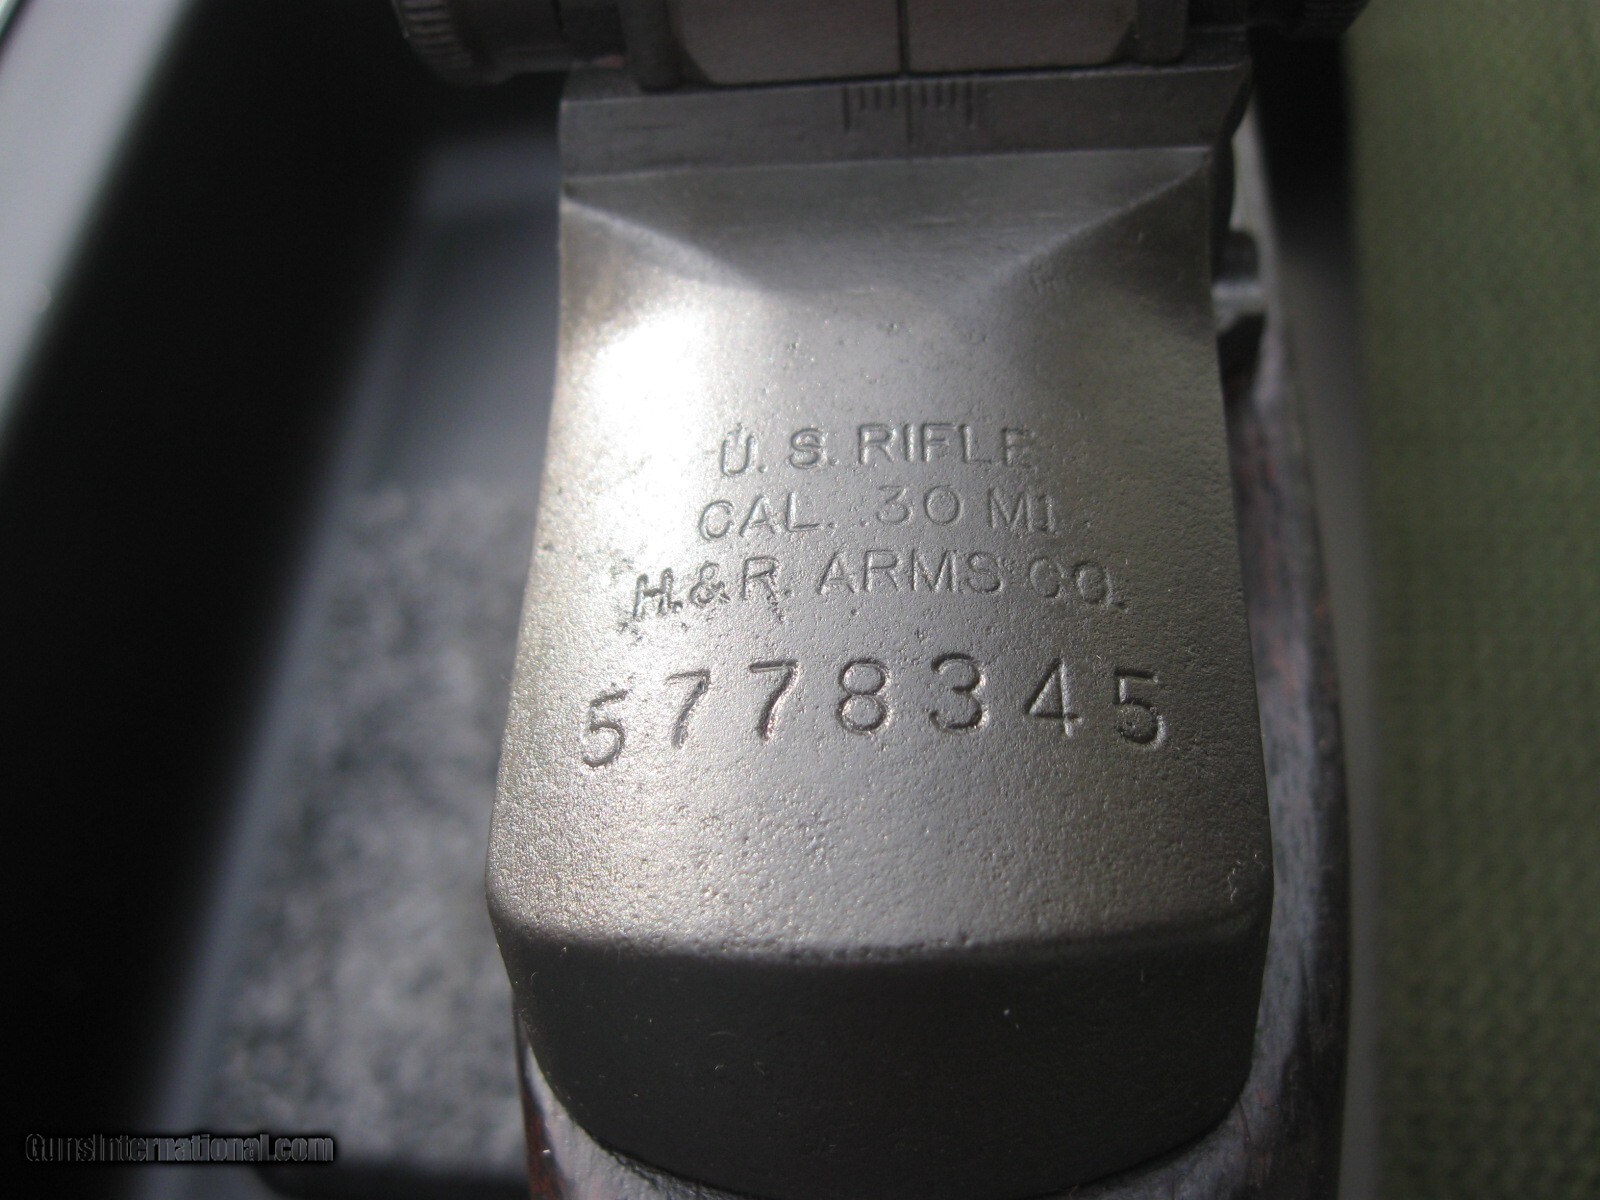 U. S. RIFLE
CAL. .30 M1
H. & R. ARMS CO.
5778345
GunsInternational.com